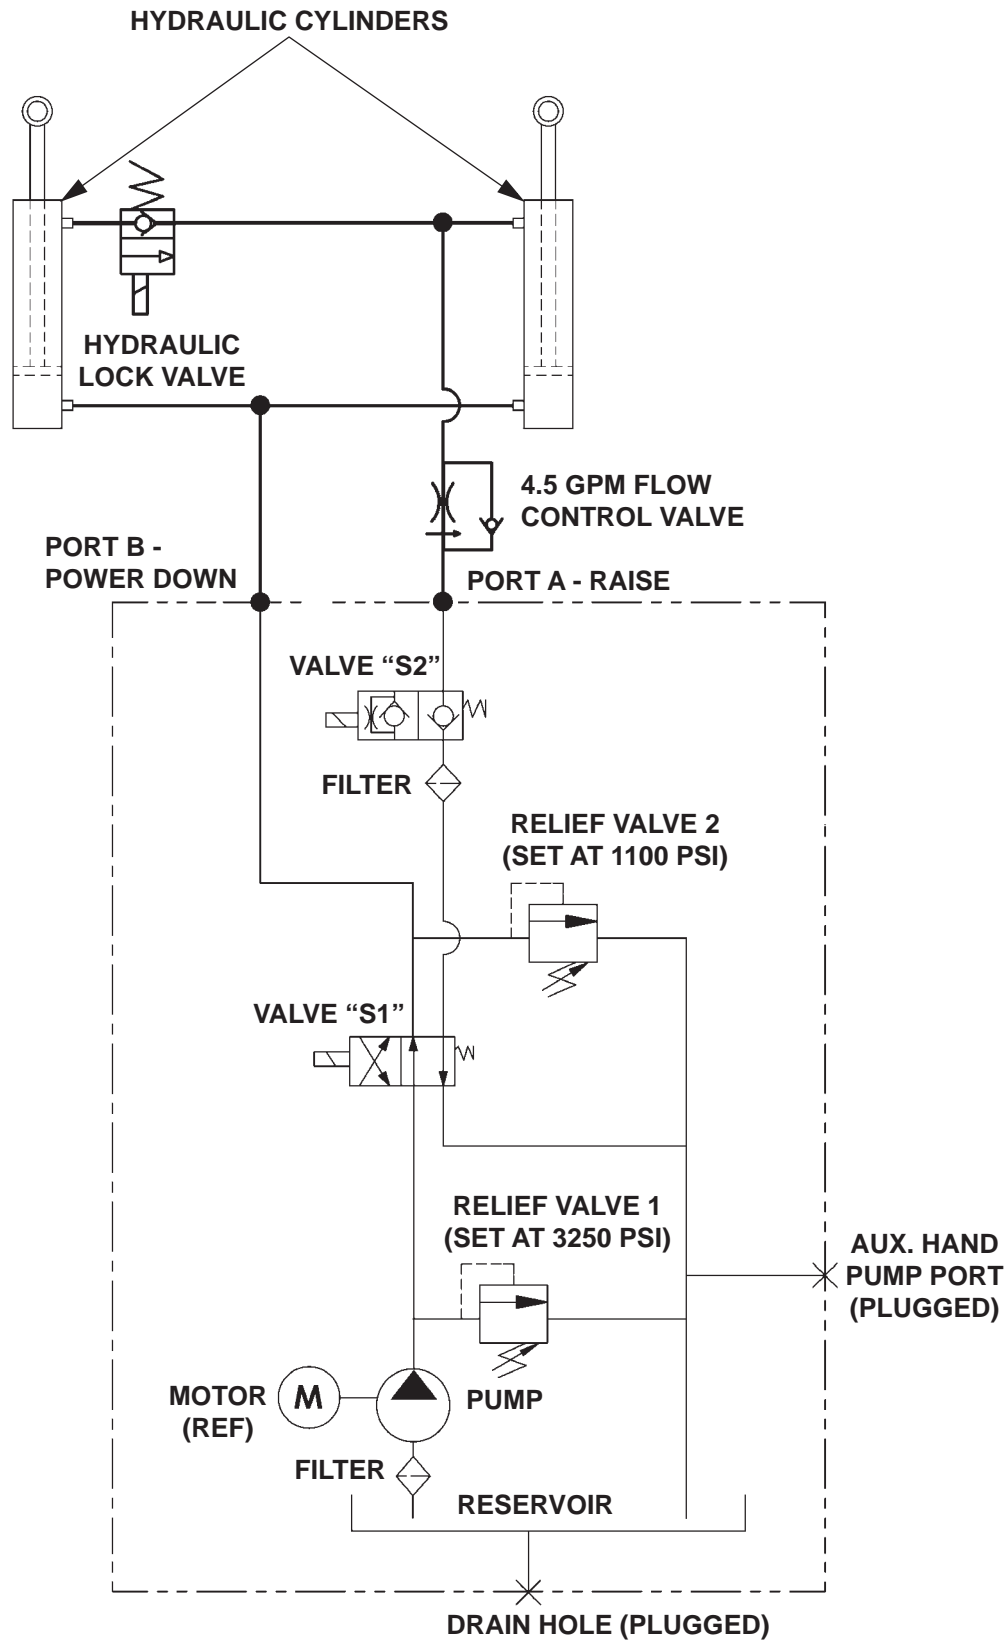 HYDRAULIC CYLINDERS
HYDRAULIC
LOCK VALVE
4.5 GPM FLOW
CONTROL VALVE
PORT B -
POWER DOWN
PORT A - RAISE
VALVE “S2”
FILTER
RELIEF VALVE 2
(SET AT 1100 PSI)
VALVE “S1”
RELIEF VALVE 1
(SET AT 3250 PSI)
AUX. HAND
PUMP PORT
(PLUGGED)
MOTOR
(REF)
M
PUMP
FILTER
RESERVOIR
DRAIN HOLE (PLUGGED)